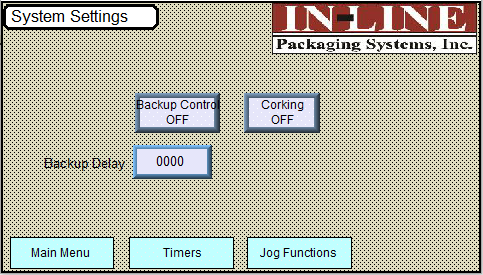 System Settings
IN-LINE
Packaging Systems, Inc.
Backup Control
OFF
Corking
OFF
Backup Delay
0000
Main Menu
Timers
Jog Functions